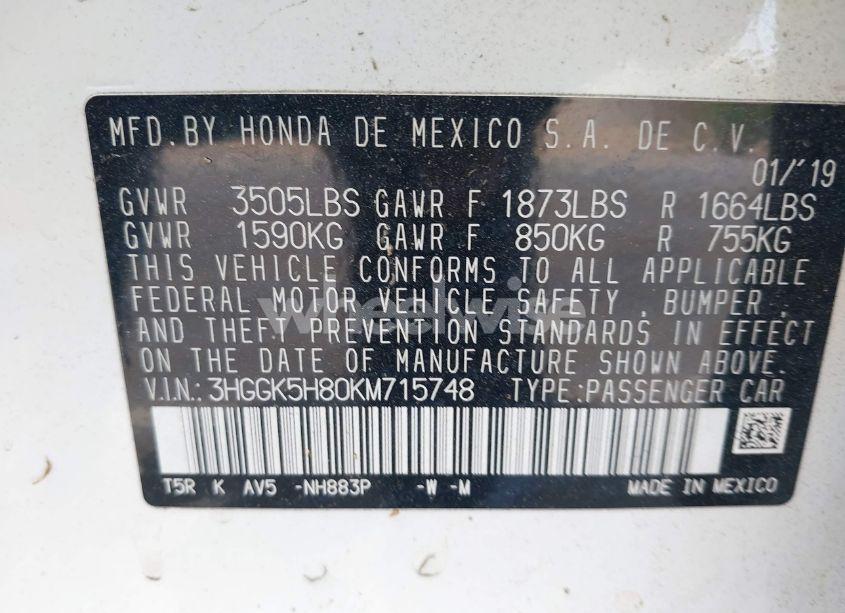 MFD.BY HONDA DE MEXICO S.A. DE C.V.
01/'19
GVWR 3505LBS GAWR F 1873LBS R 1664LBS
GVWR 1590KG GAWR F 850KG R 755KG
THIS VEHICLE CONFORMS TO ALL APPLICABLE
FEDERAL MOTOR VEHICLE SAFETY , BUMPER ,
AND THEFT PREVENTION STANDARDS IN EFFECT
ON THE DATE OF MANUFACTURE SHOWN ABOVE.
V.I.N.: 3HGGK5H80KM715748 TYPE:PASSENGER CAR
T5R K AV5 -NH883P -W -M MADE IN MEXICO
wheelwise